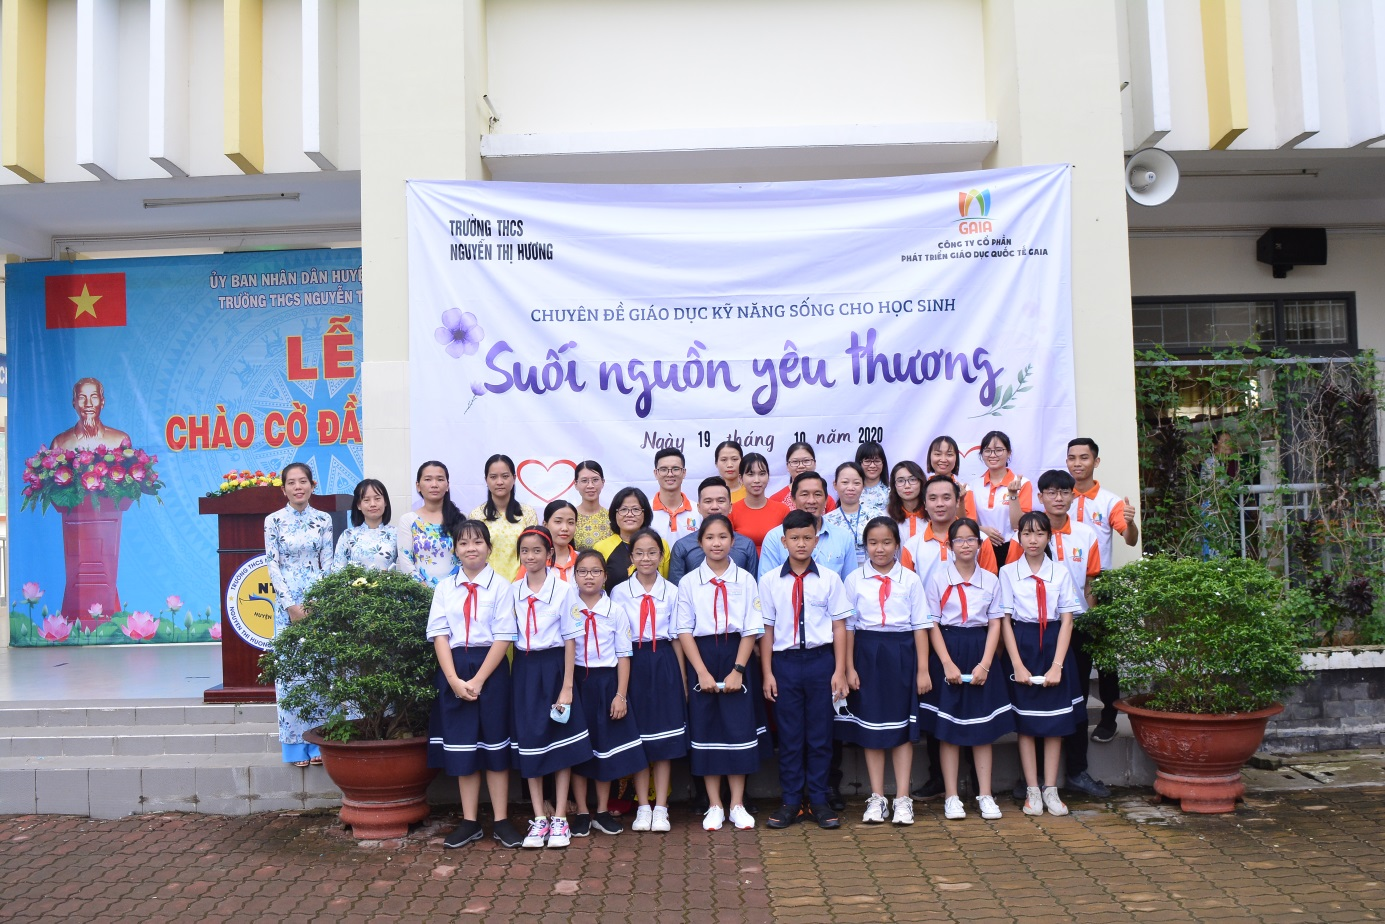 TRƯỜNG THCS
NGUYỄN THỊ HƯƠNG
GAIA
CÔNG TY CỔ PHẦN
PHÁT TRIỂN GIÁO DỤC QUỐC TẾ GAIA
CHUYÊN ĐỀ GIÁO DỤC KỸ NĂNG SỐNG CHO HỌC SINH
Suối nguồn yêu thương
Ngày 19 tháng 10 năm 2020
ỦY BAN NHÂN DÂN HUYỆ
TRƯỜNG THCS NGUYỄN T
LỄ
CHÀO CỜ ĐẦ